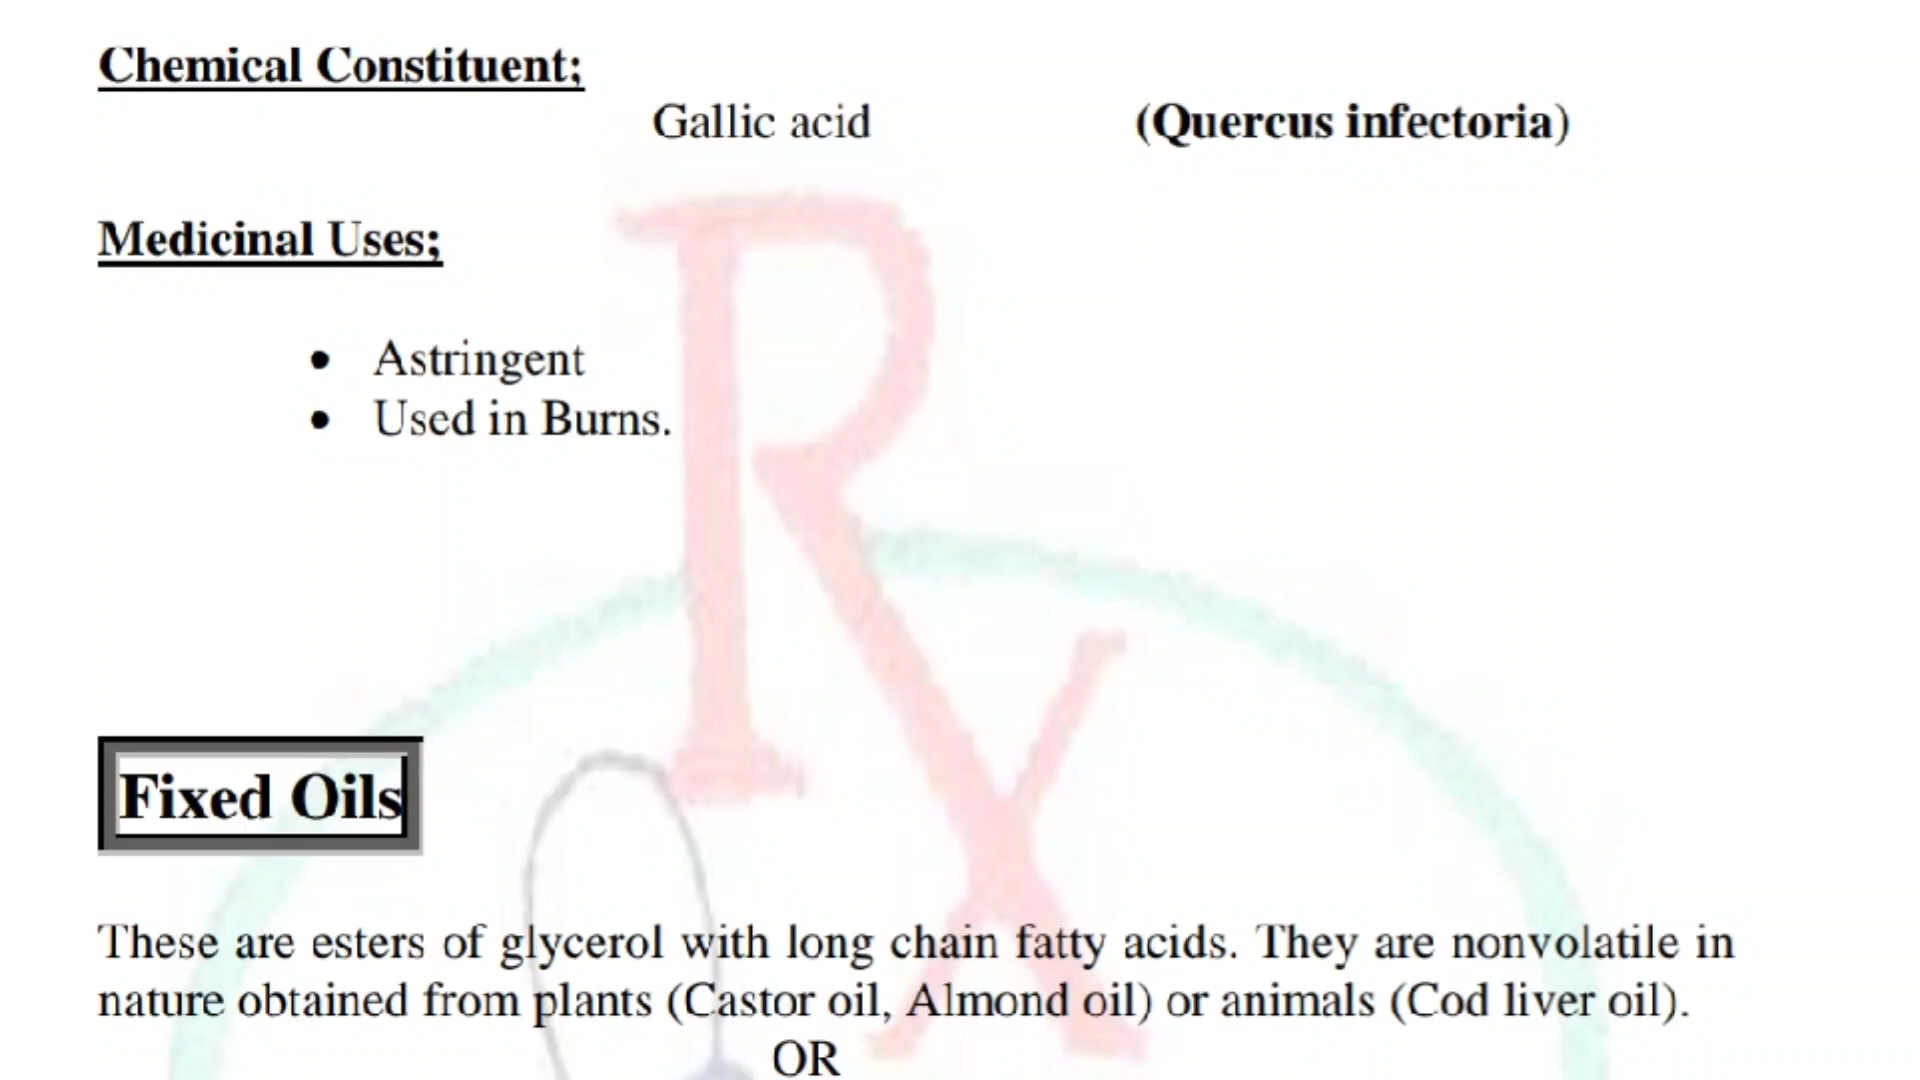 Chemical Constituent;
Gallic acid (Quercus infectoria)
Medicinal Uses;
• Astringent
• Used in Burns.
Fixed Oils
These are esters of glycerol with long chain fatty acids. They are nonvolatile in
nature obtained from plants (Castor oil, Almond oil) or animals (Cod liver oil).
OR
Rx